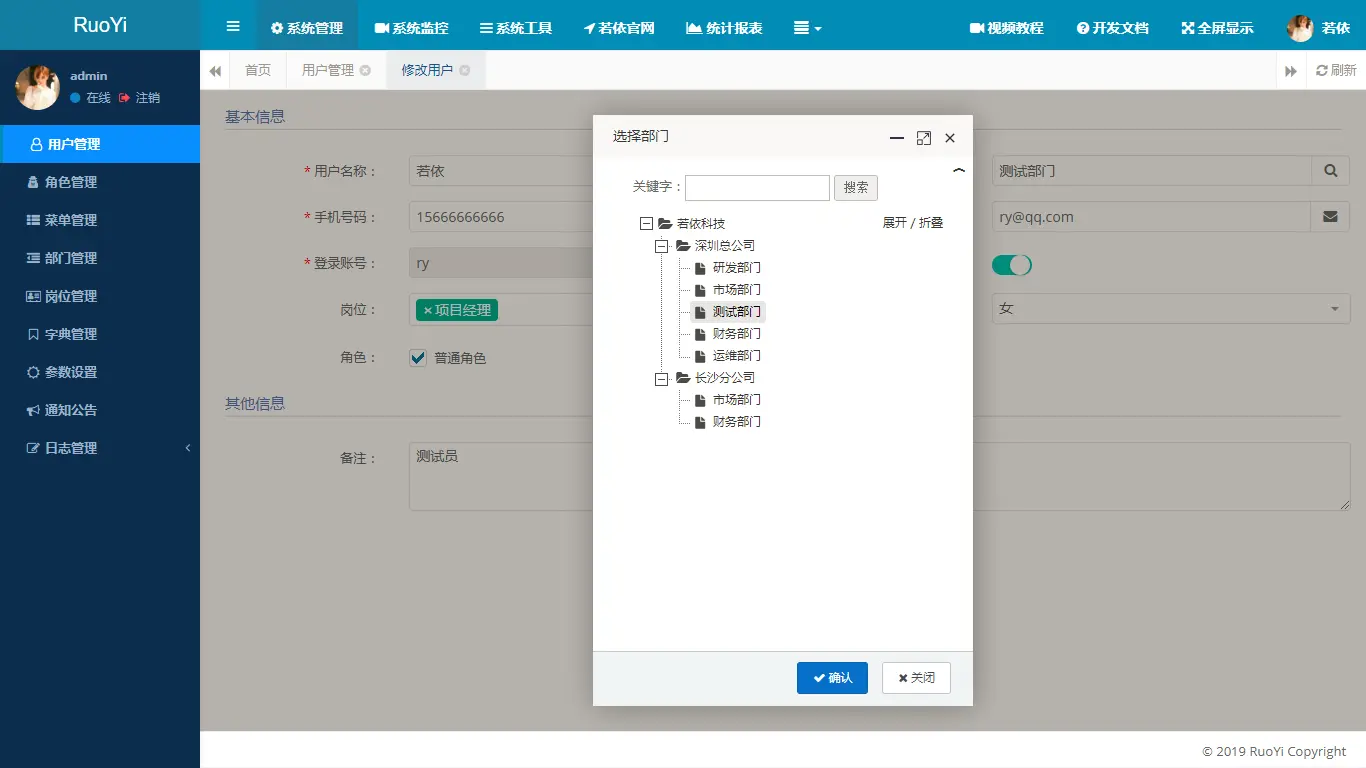 RuoYi
系统管理 系统监控 系统工具 若依官网 统计报表 视频教程 开发文档 全屏显示 若依
首页 用户管理 修改用户 刷新
admin
在线 注销
用户管理
角色管理
菜单管理
部门管理
岗位管理
字典管理
参数设置
通知公告
日志管理
基本信息
* 用户名称： 若依 测试部门
* 手机号码： 15666666666 ry@qq.com
* 登录账号： ry
岗位： ×项目经理 女
角色： 普通角色
其他信息
备注： 测试员
选择部门
关键字： 搜索
展开 / 折叠
若依科技
深圳总公司
研发部门
市场部门
测试部门
财务部门
运维部门
长沙分公司
市场部门
财务部门
确认 关闭
© 2019 RuoYi Copyright